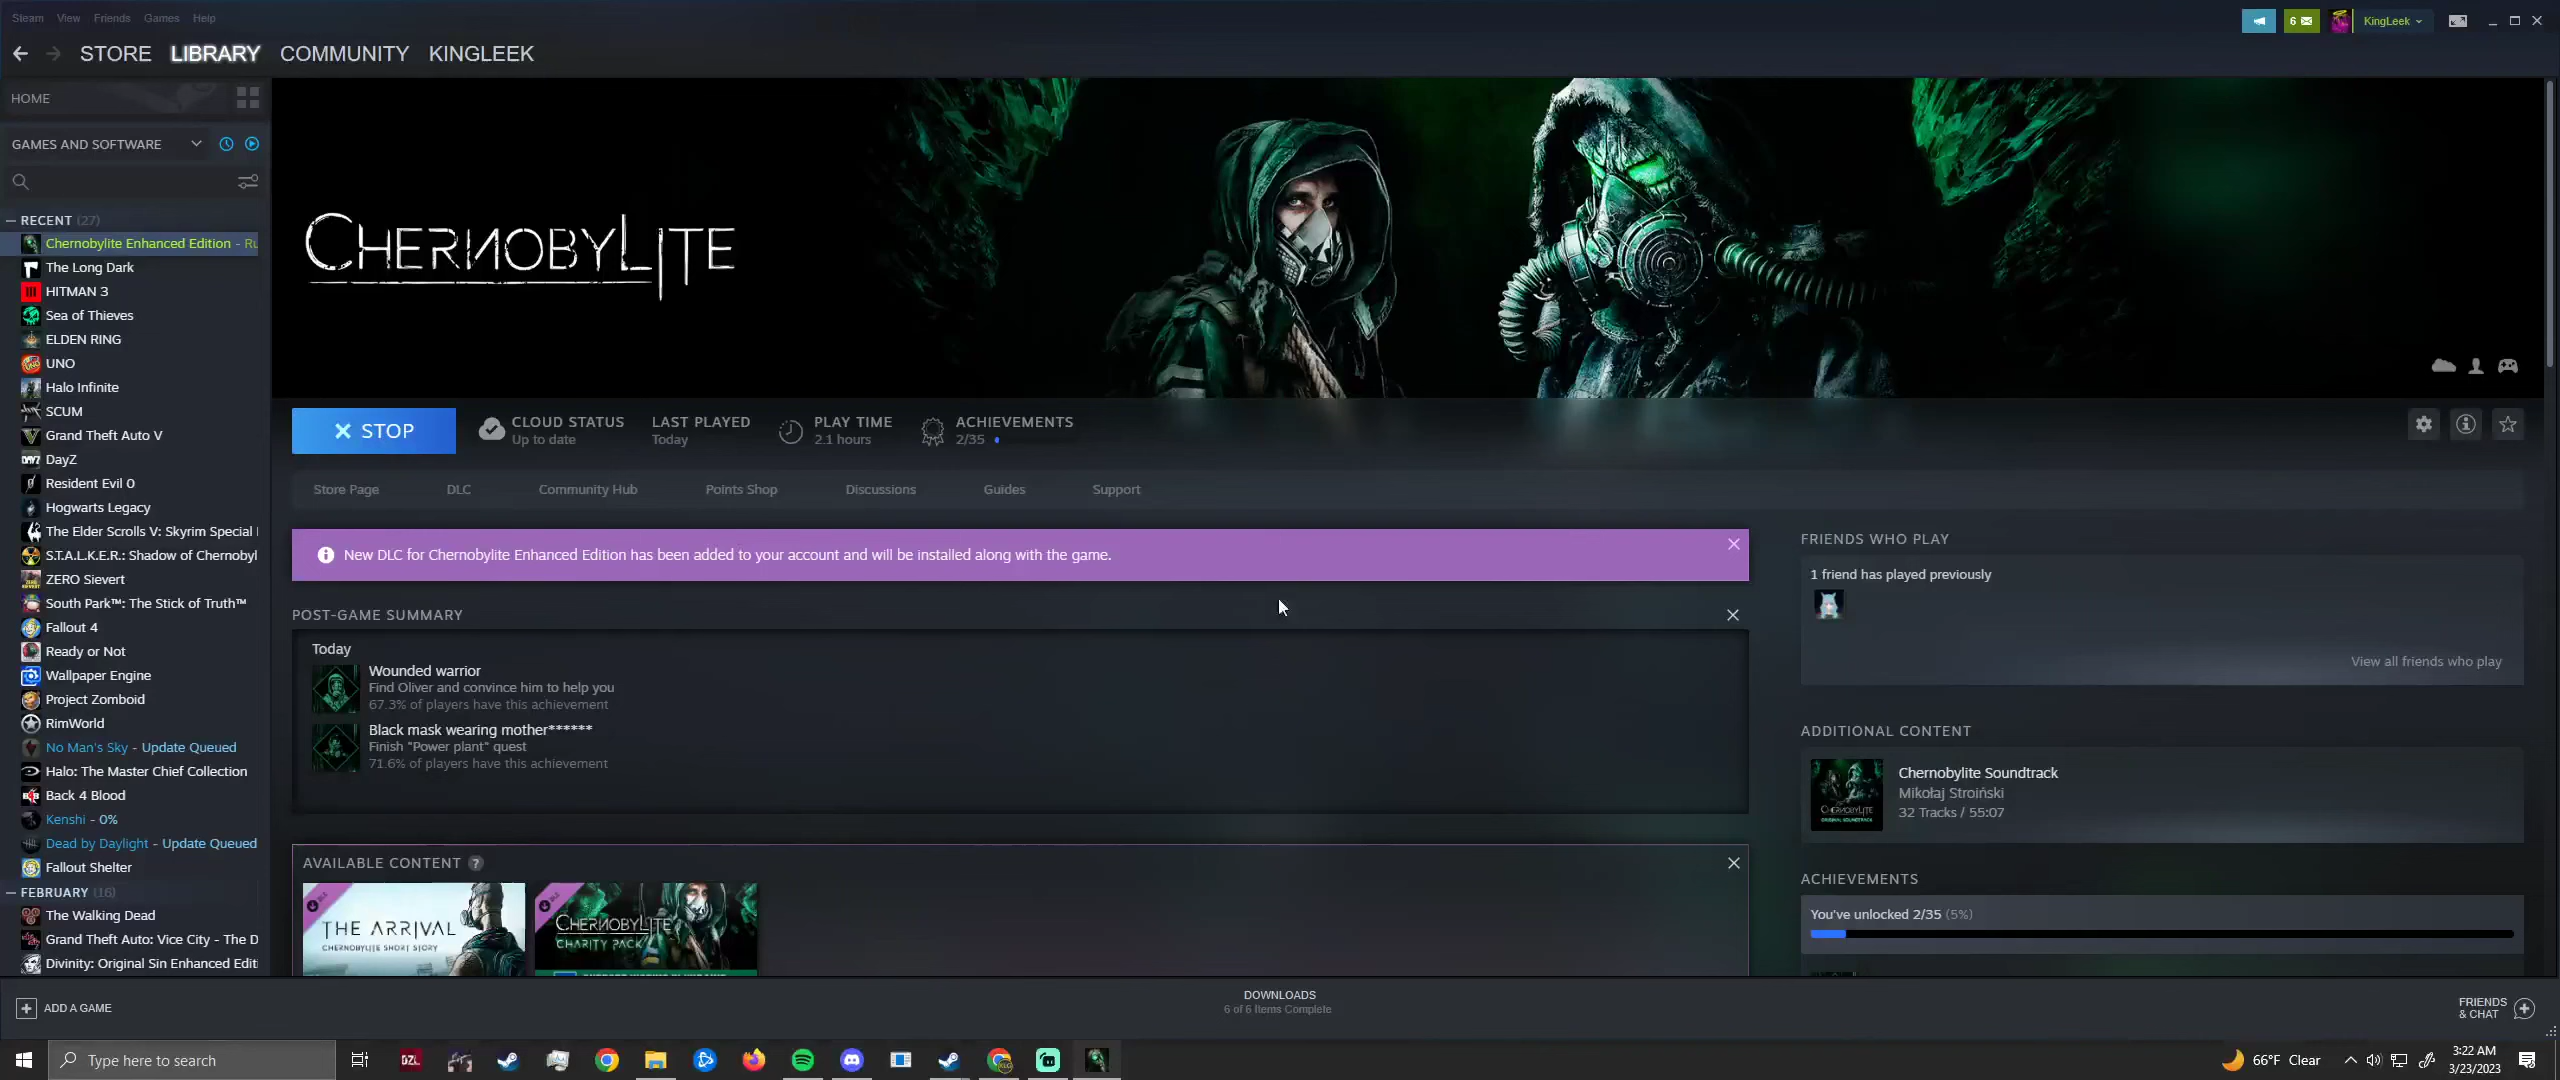 Steam View Friends Games Help
6 KingLeek
STORE LIBRARY COMMUNITY KINGLEEK
HOME
GAMES AND SOFTWARE
RECENT (27)
Chernobylite Enhanced Edition - Ru
The Long Dark
HITMAN 3
Sea of Thieves
ELDEN RING
UNO
Halo Infinite
SCUM
Grand Theft Auto V
DayZ
Resident Evil 0
Hogwarts Legacy
The Elder Scrolls V: Skyrim Special
S.T.A.L.K.E.R.: Shadow of Chernobyl
ZERO Sievert
South Park™: The Stick of Truth™
Fallout 4
Ready or Not
Wallpaper Engine
Project Zomboid
RimWorld
No Man's Sky - Update Queued
Halo: The Master Chief Collection
Back 4 Blood
Kenshi - 0%
Dead by Daylight - Update Queued
Fallout Shelter
FEBRUARY (16)
The Walking Dead
Grand Theft Auto: Vice City - The D
Divinity: Original Sin Enhanced Editi
CHERNOBYLITE
STOP
CLOUD STATUS
Up to date
LAST PLAYED
Today
PLAY TIME
2.1 hours
ACHIEVEMENTS
2/35
Store Page DLC Community Hub Points Shop Discussions Guides Support
New DLC for Chernobylite Enhanced Edition has been added to your account and will be installed along with the game.
POST-GAME SUMMARY
Today
Wounded warrior
Find Oliver and convince him to help you
67.3% of players have this achievement
Black mask wearing mother******
Finish "Power plant" quest
71.6% of players have this achievement
AVAILABLE CONTENT ?
DLC
THE ARRIVAL
CHERNOBYLITE SHORT STORY
DLC
CHERNOBYLITE
CHARITY PACK
FRIENDS WHO PLAY
1 friend has played previously
View all friends who play
ADDITIONAL CONTENT
CHERNOBYLITE
Chernobylite Soundtrack
Mikołaj Stroiński
32 Tracks / 55:07
ACHIEVEMENTS
You've unlocked 2/35 (5%)
ADD A GAME
DOWNLOADS
6 of 6 Items Complete
FRIENDS
& CHAT
Type here to search
DZL
66°F Clear
3:22 AM
3/23/2023